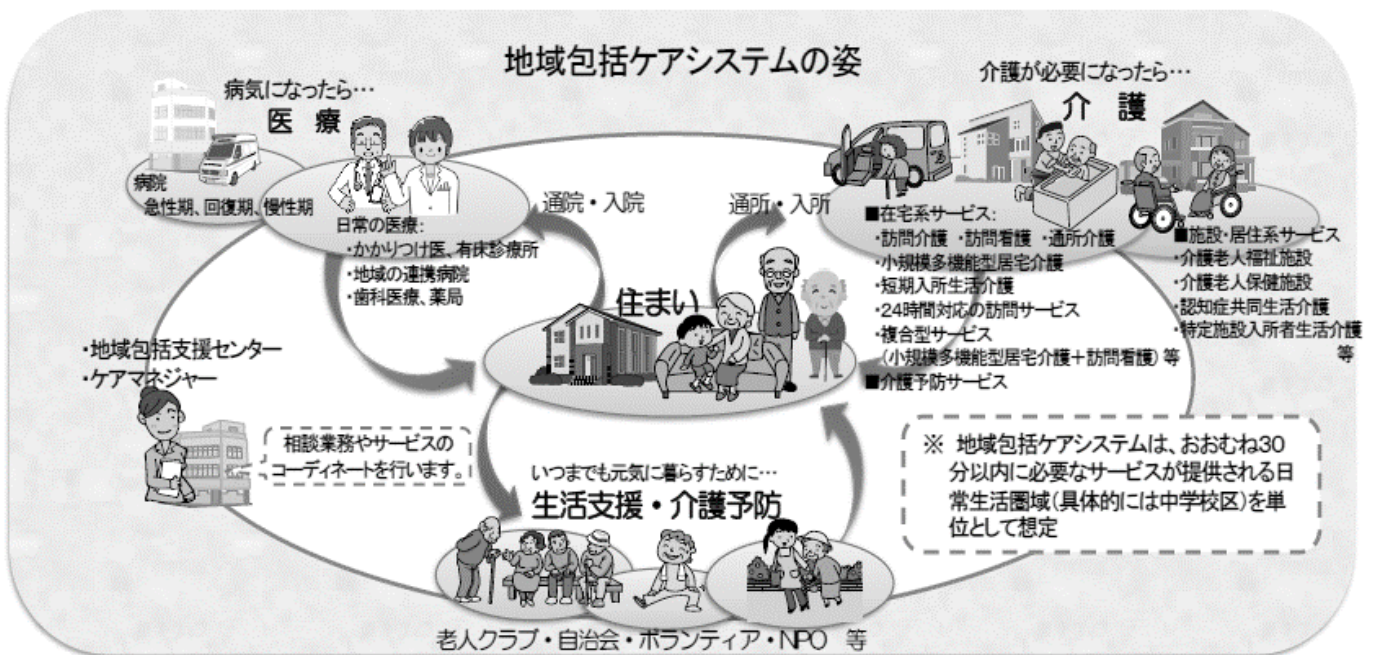 地域包括ケアシステムの姿
病気になったら…
医 療
病院
急性期、回復期、慢性期
日常の医療:
・かかりつけ医、有床診療所
・地域の連携病院
・歯科医療、薬局
通院・入院
通所・入所
介護が必要になったら…
介 護
■在宅系サービス:
・訪問介護 ・訪問看護 ・通所介護
・小規模多機能型居宅介護
・短期入所生活介護
・24時間対応の訪問サービス
・複合型サービス
(小規模多機能型居宅介護+訪問看護) 等
■介護予防サービス
■施設・居住系サービス
・介護老人福祉施設
・介護老人保健施設
・認知症共同生活介護
・特定施設入所者生活介護
等
住まい
・地域包括支援センター
・ケアマネジャー
相談業務やサービスの
コーディネートを行います。
いつまでも元気に暮らすために…
生活支援・介護予防
老人クラブ・自治会・ボランティア・NPO 等
※ 地域包括ケアシステムは、おおむね30
分以内に必要なサービスが提供される日
常生活圏域(具体的には中学校区)を単
位として想定